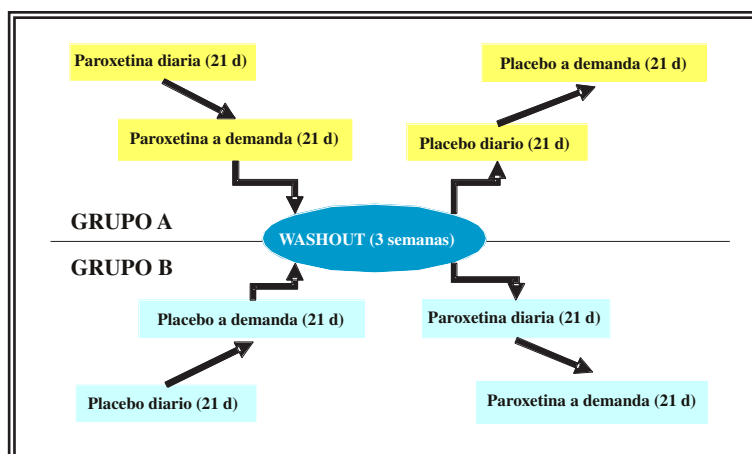 Paroxetina diaria (21 d)
Placebo a demanda (21 d)
Paroxetina a demanda (21 d)
Placebo diario (21 d)
GRUPO A
WASHOUT (3 semanas)
GRUPO B
Placebo a demanda (21 d)
Paroxetina diaria (21 d)
Placebo diario (21 d)
Paroxetina a demanda (21 d)